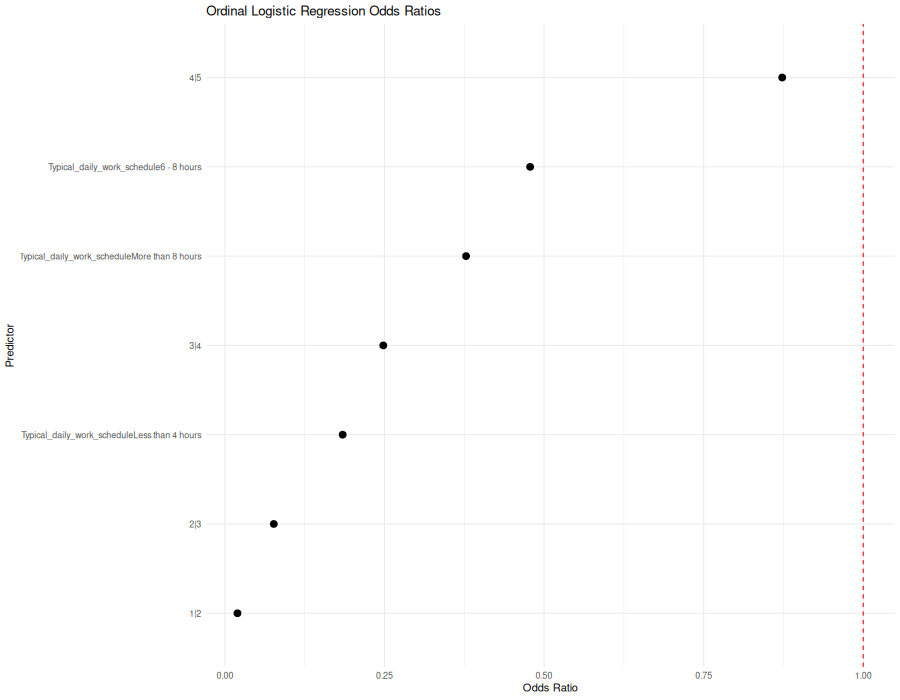 Ordinal Logistic Regression Odds Ratios
4|5
Typical_daily_work_schedule6 - 8 hours
Typical_daily_work_scheduleMore than 8 hours
3|4
Typical_daily_work_scheduleLess than 4 hours
2|3
1|2
Predictor
0.00 0.25 0.50 0.75 1.00
Odds Ratio